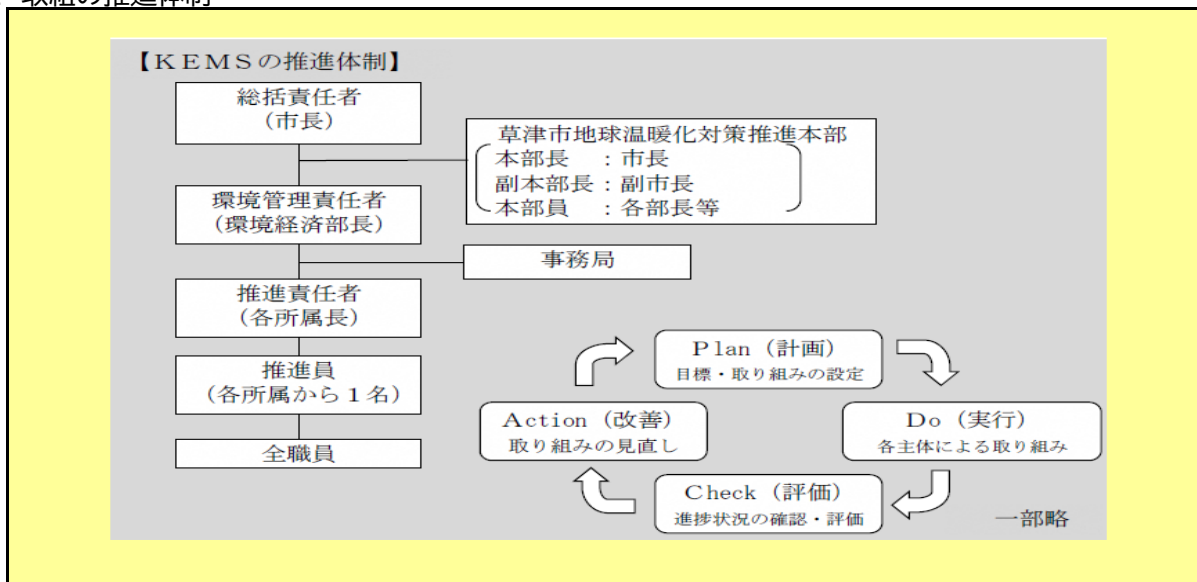 取組の推進体制
【KEMSの推進体制】
総括責任者
(市長)
草津市地球温暖化対策推進本部
本部長　：市長
副本部長：副市長
本部員　：各部長等
環境管理責任者
(環境経済部長)
事務局
推進責任者
(各所属長)
推進員
(各所属から１名)
全職員
Plan（計画）
目標・取り組みの設定
Do（実行）
各主体による取り組み
Check（評価）
進捗状況の確認・評価
Action（改善）
取り組みの見直し
一部略